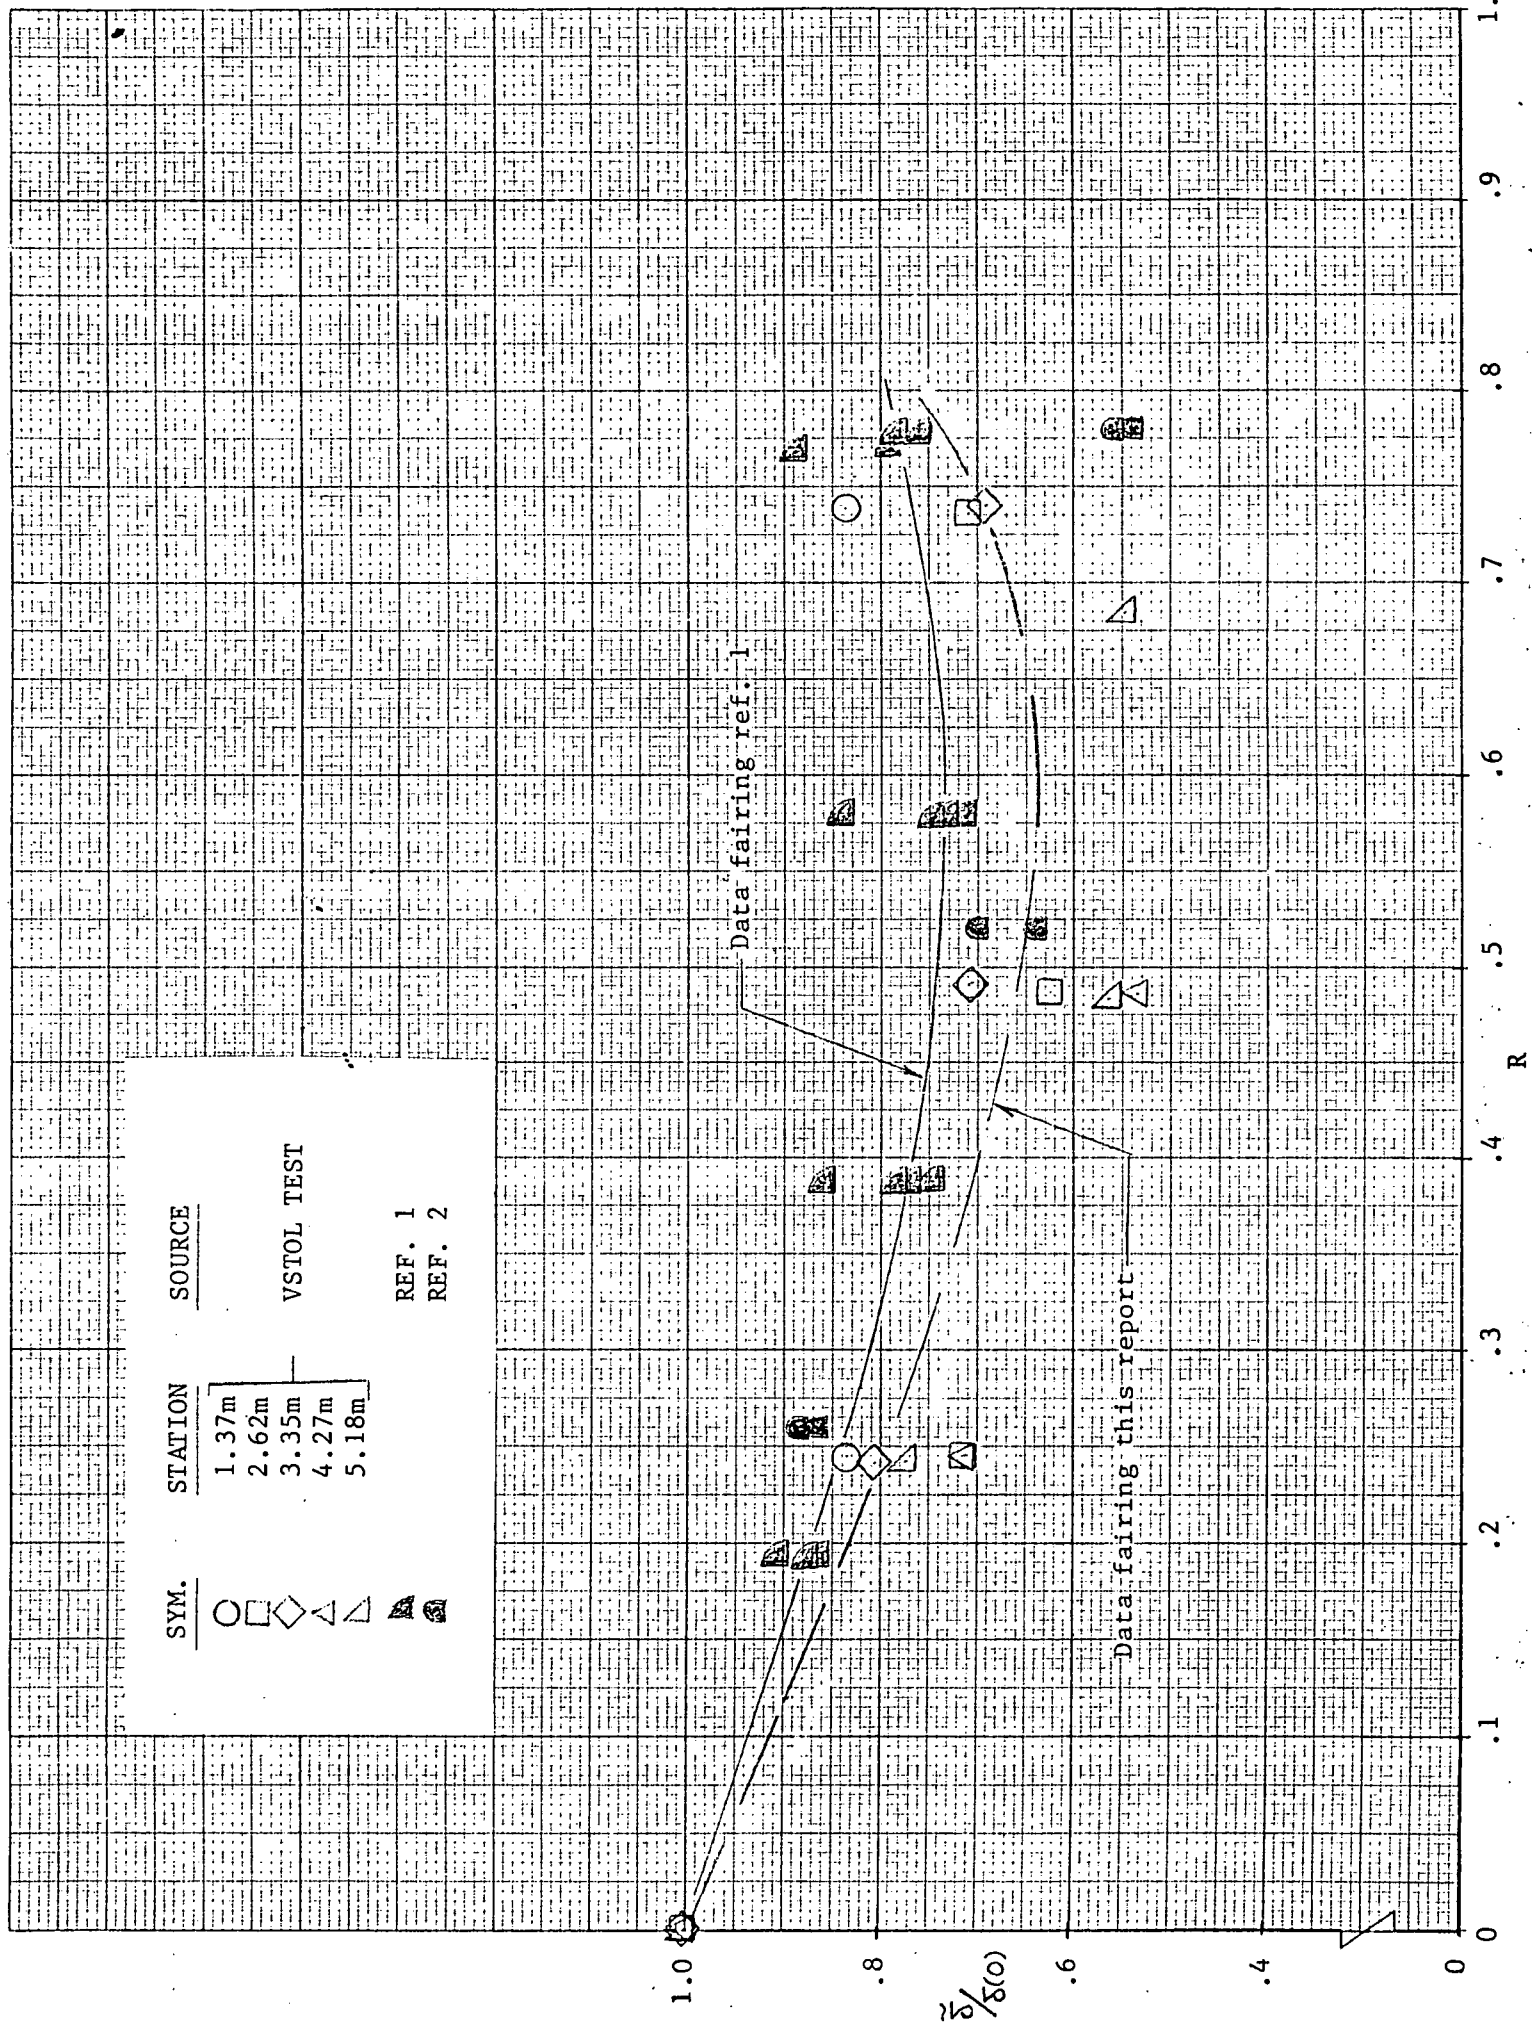 SYM. STATION SOURCE
1.37m
2.62m
3.35m VSTOL TEST
4.27m
5.18m
REF. 1
REF. 2
Data fairing ref. 1
Data fairing this report
1.0
.8
δ̃/δ(0)
.6
.4
0
0 .1 .2 .3 .4 .5 .6 .7 .8 .9 1.
R